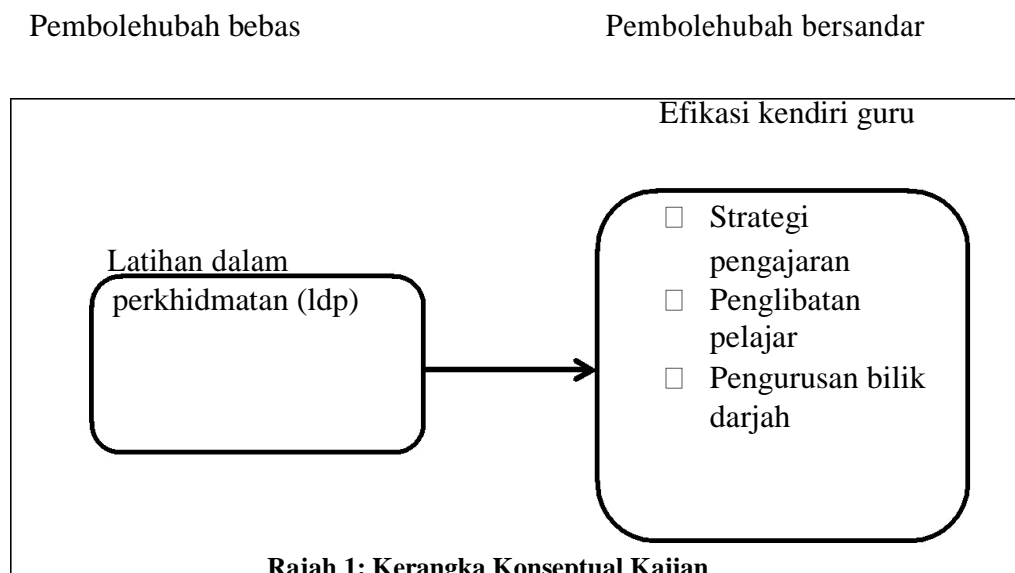 Pembolehubah bebas
Pembolehubah bersandar
Efikasi kendiri guru
Latihan dalam
perkhidmatan (ldp)
Strategi
pengajaran
Penglibatan
pelajar
Pengurusan bilik
darjah
Rajah 1: Kerangka Konseptual Kajian